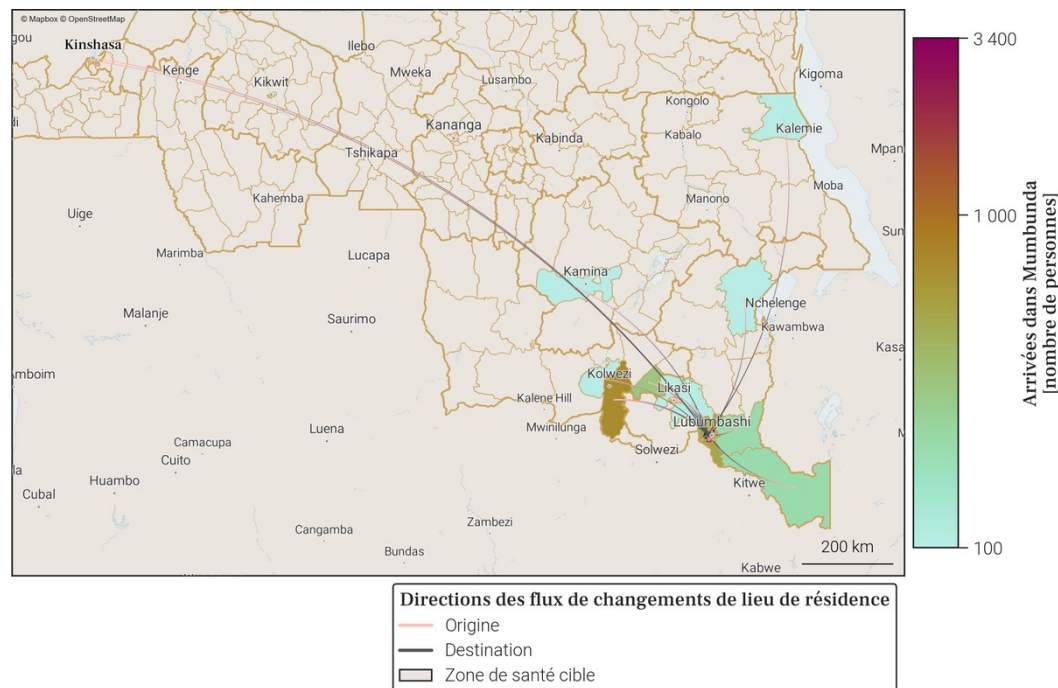 © Mapbox © OpenStreetMap
gou
Kinshasa
Ilebo
Kenge
Kikwit
Mweka
Lusambo
Kigoma
di
Kananga
Kabinda
Kongolo
Kabalo
Kalemie
Tshikapa
Mpan
Kahemba
Manono
Moba
Uíge
Sun
Marimba
Lucapa
Kamina
Malanje
Saurimo
Nchelenge
Kawambwa
Kasa
mboim
Kolwezi
Likasi
Kalene Hill
Lubumbashi
Mwinilunga
Luena
Camacupa
Solwezi
la
Cuito
Kitwe
Huambo
Cubal
Zambezi
Cangamba
Bundas
Kabwe
200 km
3 400
1 000
100
Arrivées dans Mumbunda
[nombre de personnes]
Directions des flux de changements de lieu de résidence
Origine
Destination
Zone de santé cible